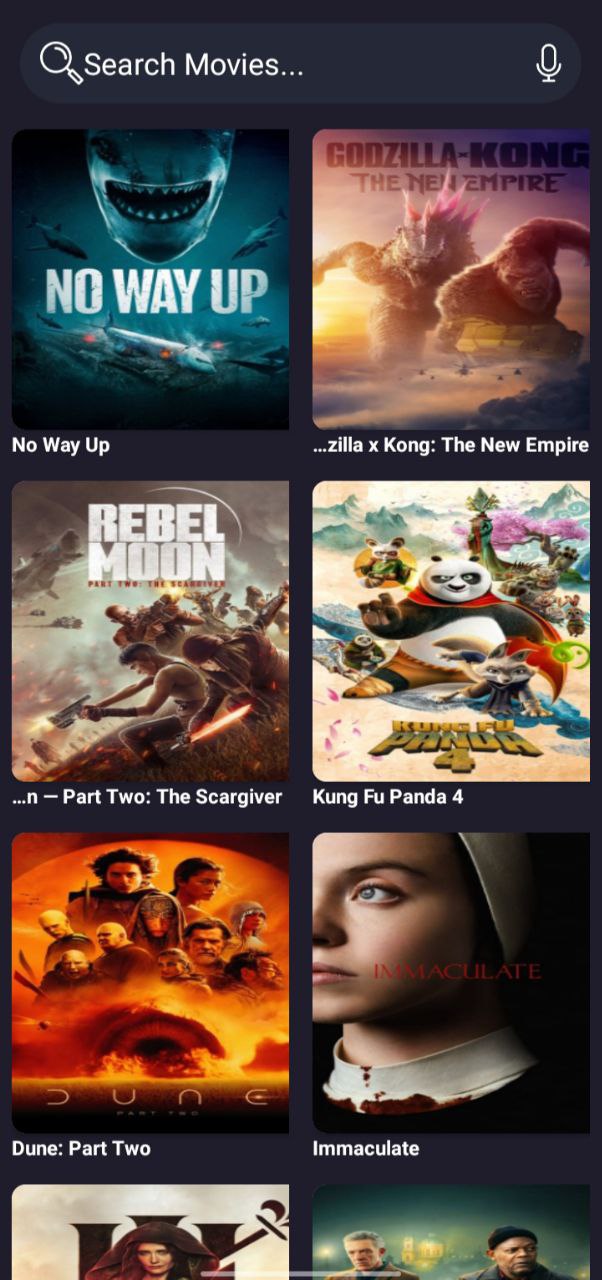 Search Movies...
NO WAY UP
GODZILLA x KONG
THE NEW EMPIRE
No Way Up
...zilla x Kong: The New Empire
REBEL
MOON
PART TWO: THE SCARGIVER
KUNG FU
PANDA
4
...n — Part Two: The Scargiver
Kung Fu Panda 4
DUNE
PART TWO
IMMACULATE
Dune: Part Two
Immaculate